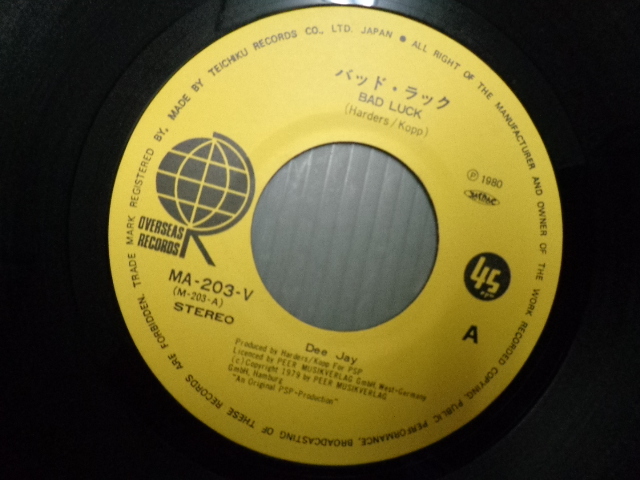 TRADE MARK REGISTERED BY, MADE BY TEICHIKU RECORDS CO., LTD. JAPAN ● ALL RIGHT OF THE MANUFACTURER AND OWNER OF THE WORK RECORDED COPYING, PUBLIC PERFORMANCE, BROADCASTING OF THESE RECORDS ARE FORBIDDEN,
バッド・ラック
BAD LUCK
(Harders/Kopp)
℗1980
OVERSEAS
RECORDS
45
MA-203-V
(M-203-A)
STEREO
A
Dee Jay
Produced by Harders/Kopp For PSP
Licenced by PEER MUSIKVERLAG GmbH West-Germany
(c)Copyright 1979 by PEER MUSIKVERLAG
GmbH, Hamburg
"As Original PSP-Production"